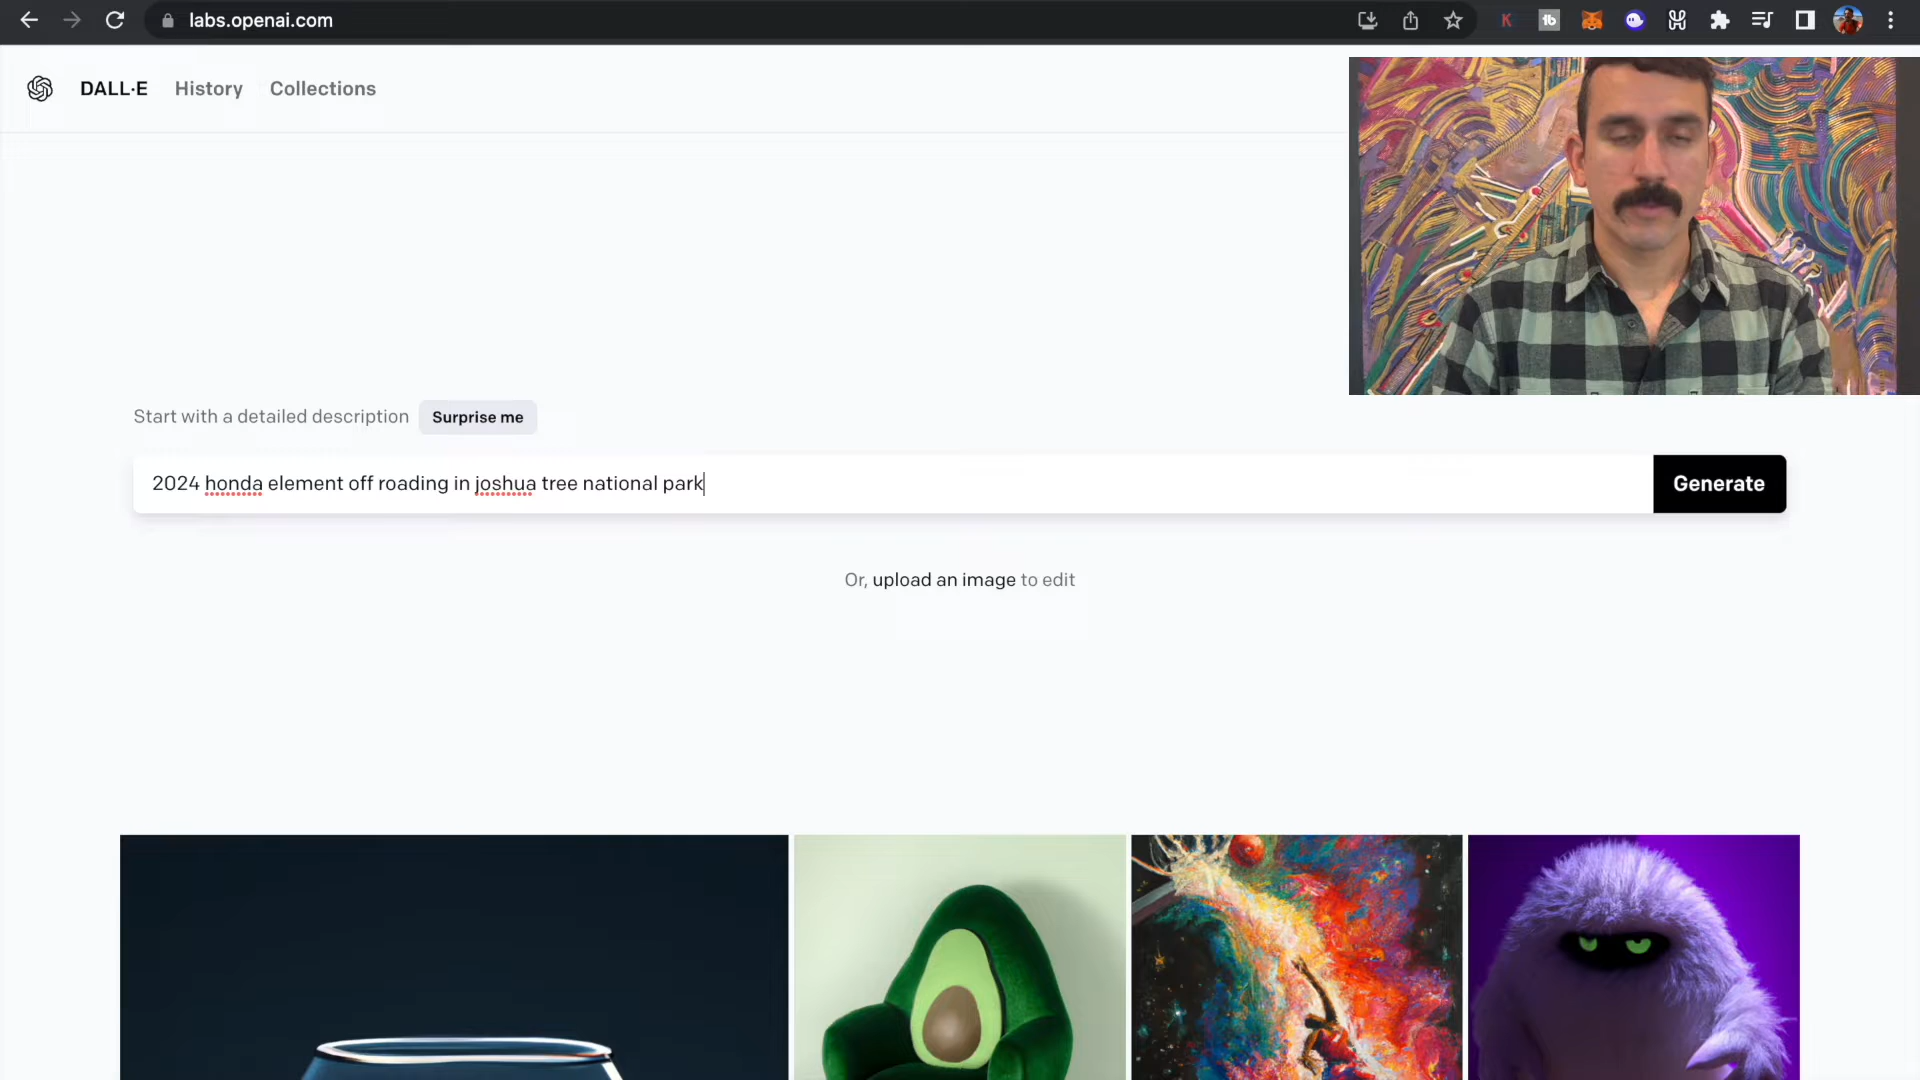 labs.openai.com
K
tb
DALL·E
History
Collections
Start with a detailed description
Surprise me
2024 honda element off roading in joshua tree national park
Generate
Or, upload an image to edit